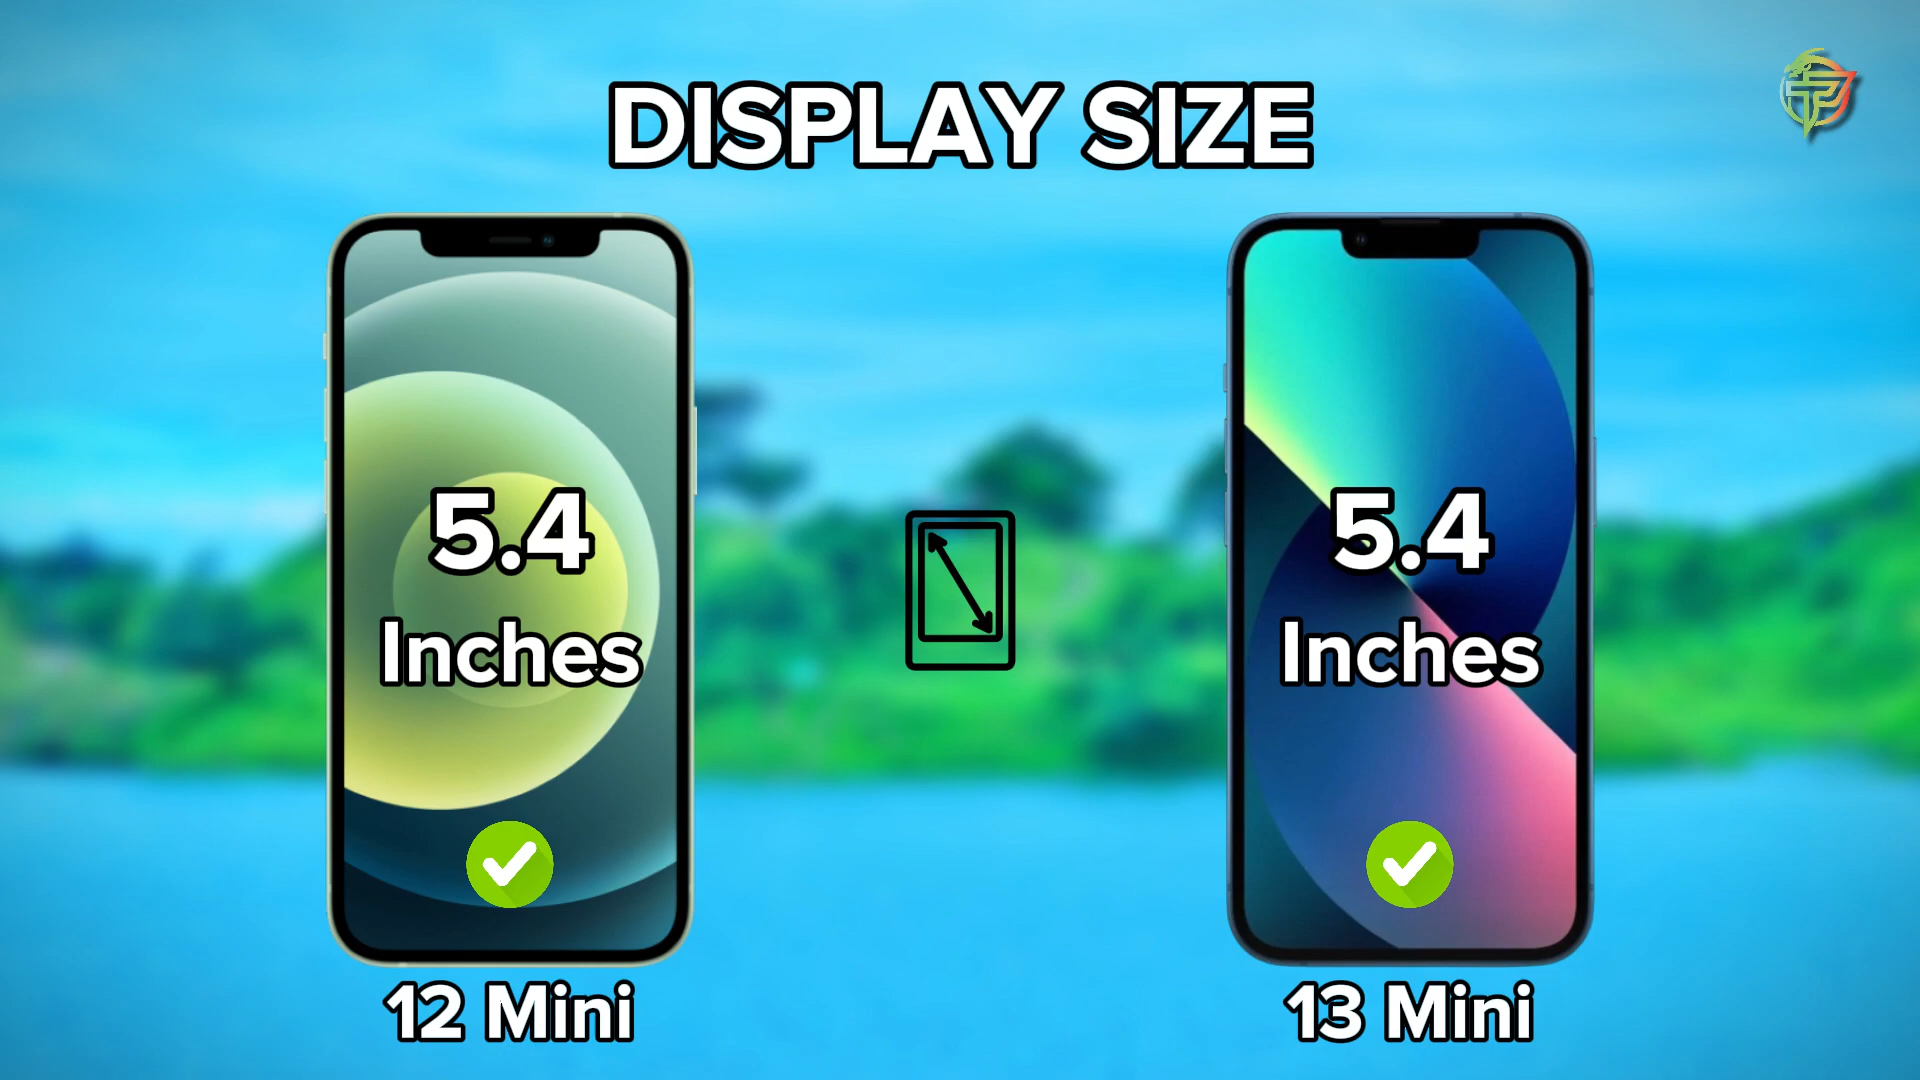 DISPLAY SIZE
5.4
Inches
5.4
Inches
12 Mini
13 Mini